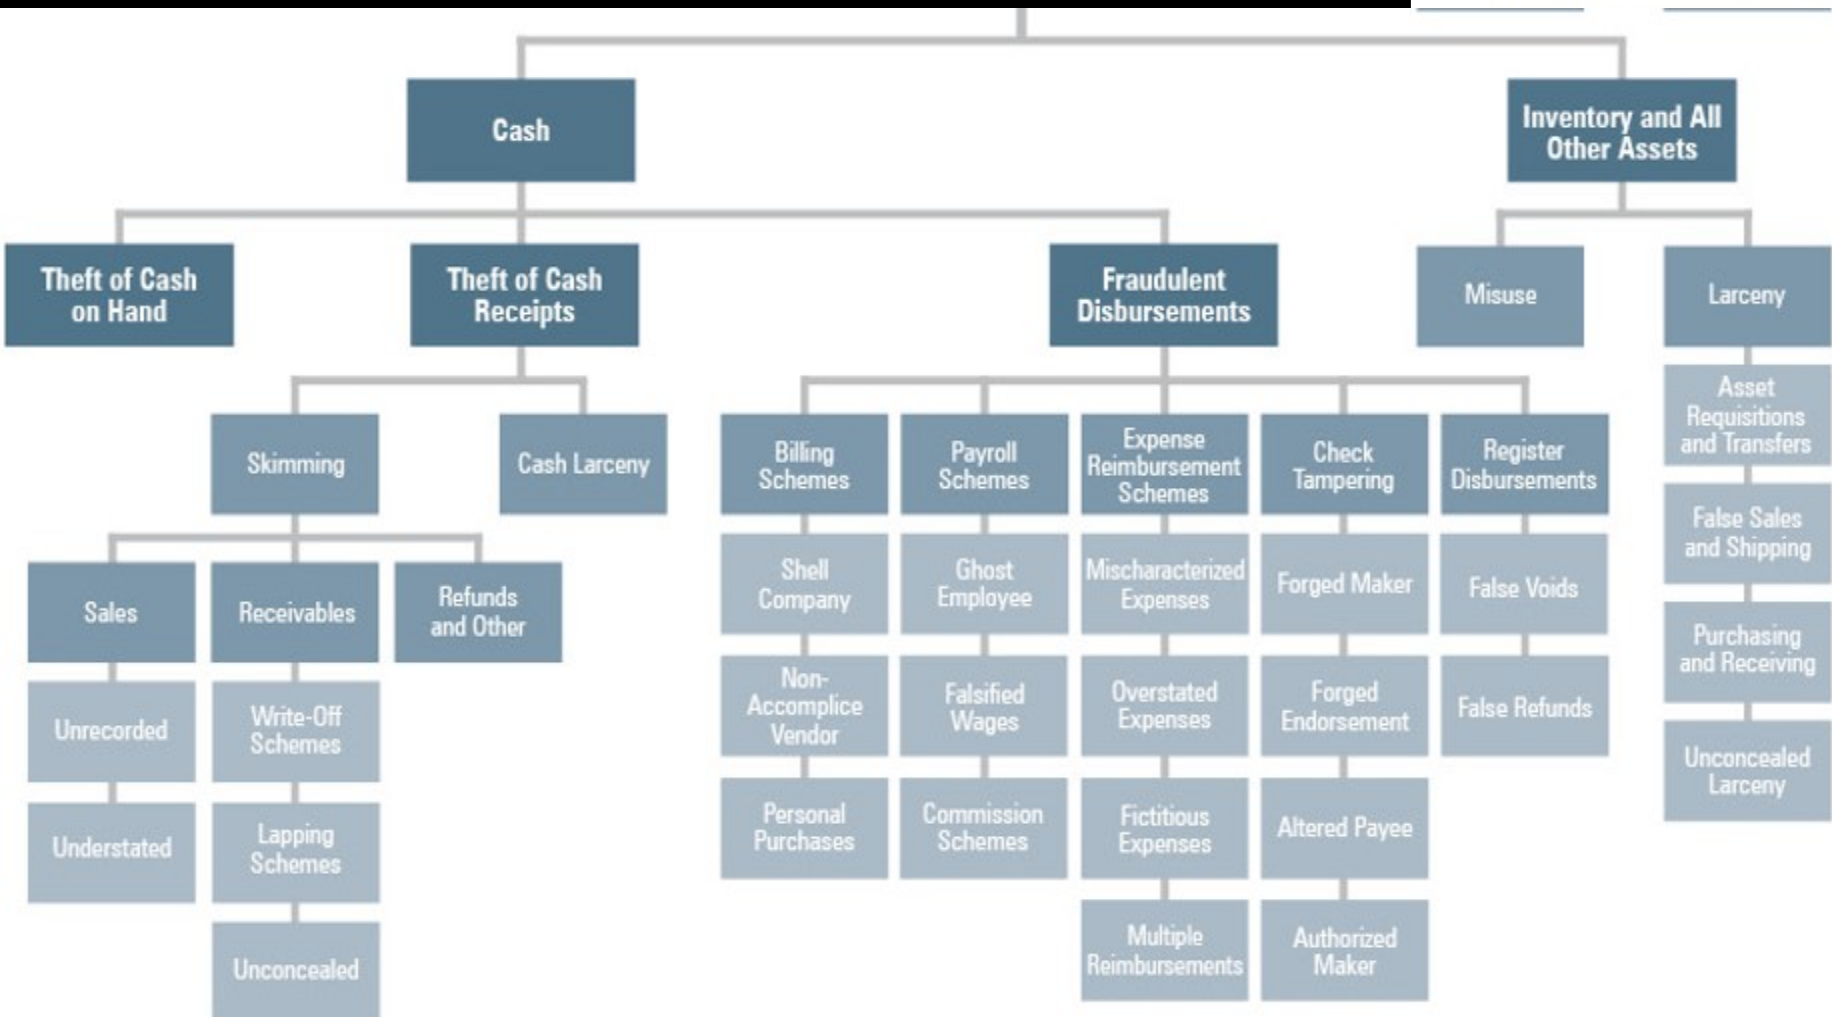 Cash
Inventory and All
Other Assets
Theft of Cash
on Hand
Theft of Cash
Receipts
Fraudulent
Disbursements
Misuse
Larceny
Skimming
Cash Larceny
Billing
Schemes
Payroll
Schemes
Expense
Reimbursement
Schemes
Check
Tampering
Register
Disbursements
Asset
Requisitions
and Transfers
False Sales
and Shipping
Purchasing
and Receiving
Unconcealed
Larceny
Sales
Receivables
Refunds
and Other
Unrecorded
Understated
Write-Off
Schemes
Lapping
Schemes
Unconcealed
Shell
Company
Non-
Accomplice
Vendor
Personal
Purchases
Ghost
Employee
Falsified
Wages
Commission
Schemes
Mischaracterized
Expenses
Overstated
Expenses
Fictitious
Expenses
Multiple
Reimbursements
Forged Maker
Forged
Endorsement
Altered Payee
Authorized
Maker
False Voids
False Refunds